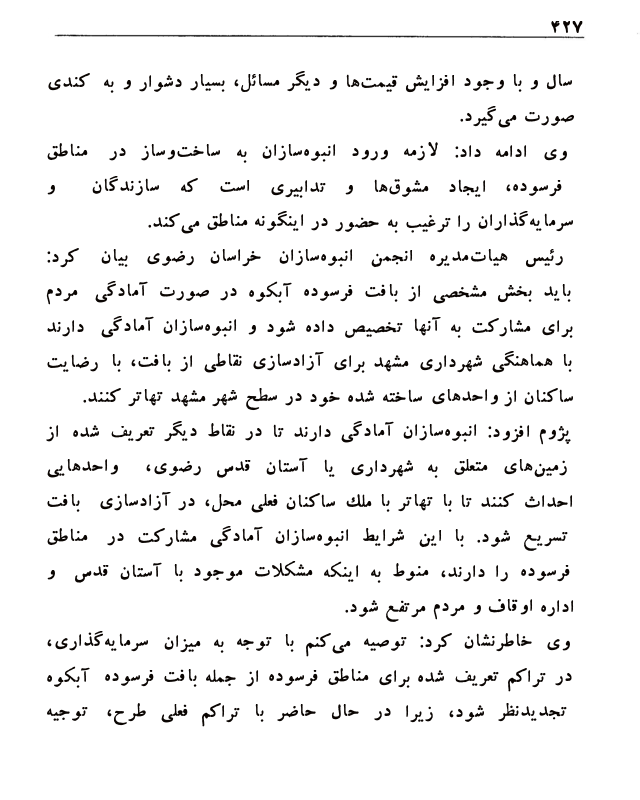 ۴۲۷
سال و با وجود افزایش قیمت‌ها و دیگر مسائل، بسیار دشوار و به کندی
صورت می‌گیرد.
وی ادامه داد: لازمه ورود انبوه‌سازان به ساخت‌وساز در مناطق
فرسوده، ایجاد مشوق‌ها و تدابیری است که سازندگان و
سرمایه‌گذاران را ترغیب به حضور در اینگونه مناطق می‌کند.
رئیس هیات‌مدیره انجمن انبوه‌سازان خراسان رضوی بیان کرد:
باید بخش مشخصی از بافت فرسوده آبکوه در صورت آمادگی مردم
برای مشارکت به آنها تخصیص داده شود و انبوه‌سازان آمادگی دارند
با هماهنگی شهرداری مشهد برای آزادسازی نقاطی از بافت، با رضایت
ساکنان از واحدهای ساخته شده خود در سطح شهر مشهد تهاتر کنند.
پژوم افزود: انبوه‌سازان آمادگی دارند تا در نقاط دیگر تعریف شده از
زمین‌های متعلق به شهرداری یا آستان قدس رضوی، واحدهایی
احداث کنند تا با تهاتر با ملك ساکنان فعلی محل، در آزادسازی بافت
تسریع شود. با این شرایط انبوه‌سازان آمادگی مشارکت در مناطق
فرسوده را دارند، منوط به اینکه مشکلات موجود با آستان قدس و
اداره اوقاف و مردم مرتفع شود.
وی خاطرنشان کرد: توصیه می‌کنم با توجه به میزان سرمایه‌گذاری،
در تراکم تعریف شده برای مناطق فرسوده از جمله بافت فرسوده آبکوه
تجدیدنظر شود، زیرا در حال حاضر با تراکم فعلی طرح، توجیه